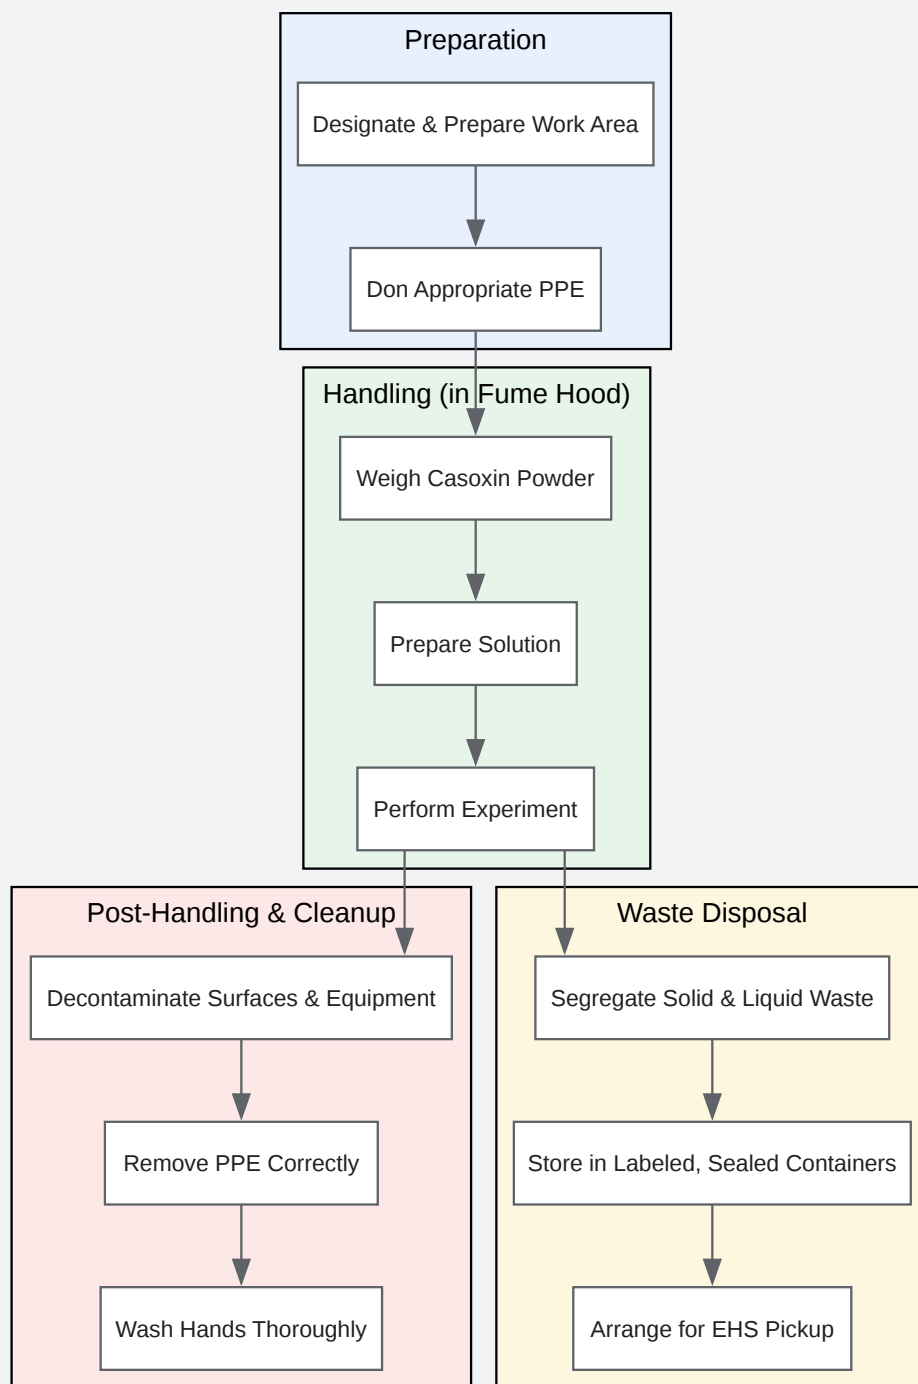 Preparation
Designate & Prepare Work Area
Don Appropriate PPE
Handling (in Fume Hood)
Weigh Casoxin Powder
Prepare Solution
Perform Experiment
Post-Handling & Cleanup
Decontaminate Surfaces & Equipment
Remove PPE Correctly
Wash Hands Thoroughly
Waste Disposal
Segregate Solid & Liquid Waste
Store in Labeled, Sealed Containers
Arrange for EHS Pickup